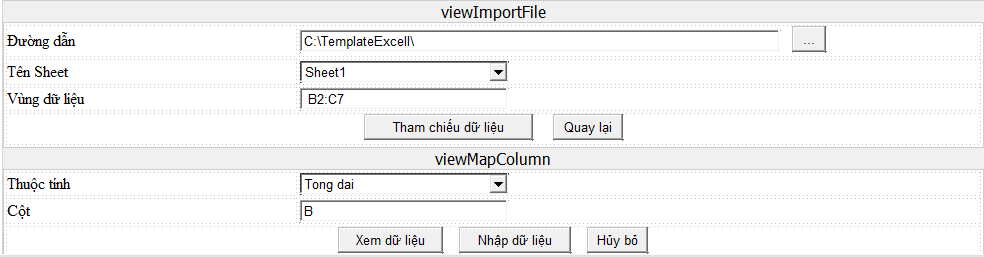 viewImportFile
Đường dẫn C:\TemplateExcell\ ...
Tên Sheet Sheet1
Vùng dữ liệu B2:C7
Tham chiếu dữ liệu Quay lại
viewMapColumn
Thuộc tính Tong dai
Cột B
Xem dữ liệu Nhập dữ liệu Hủy bỏ